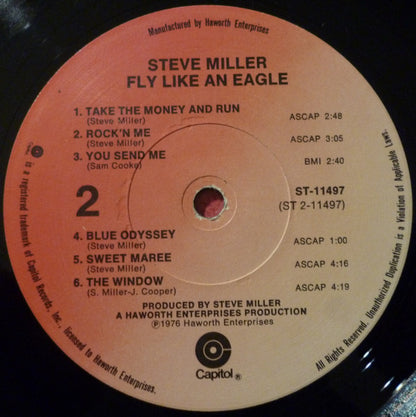 Manufactured by Haworth Enterprises
STEVE MILLER
FLY LIKE AN EAGLE
1. TAKE THE MONEY AND RUN ASCAP 2:48
(Steve Miller)
2. ROCK'N ME ASCAP 3:05
(Steve Miller)
3. YOU SEND ME BMI 2:40
(Sam Cooke)
2
ST-11497
(ST 2-11497)
4. BLUE ODYSSEY ASCAP 1:00
(Steve Miller)
5. SWEET MAREE ASCAP 4:16
(Steve Miller)
6. THE WINDOW ASCAP 4:19
(S. Miller-J. Cooper)
PRODUCED BY STEVE MILLER
A HAWORTH ENTERPRISES PRODUCTION
Ⓟ1976 Haworth Enterprises
Capitol®
is a registered trademark of Capitol Records, Inc., licensed to Haworth Enterprises, Inc.
All Rights Reserved. Unauthorized Duplication is a Violation of Applicable Laws.